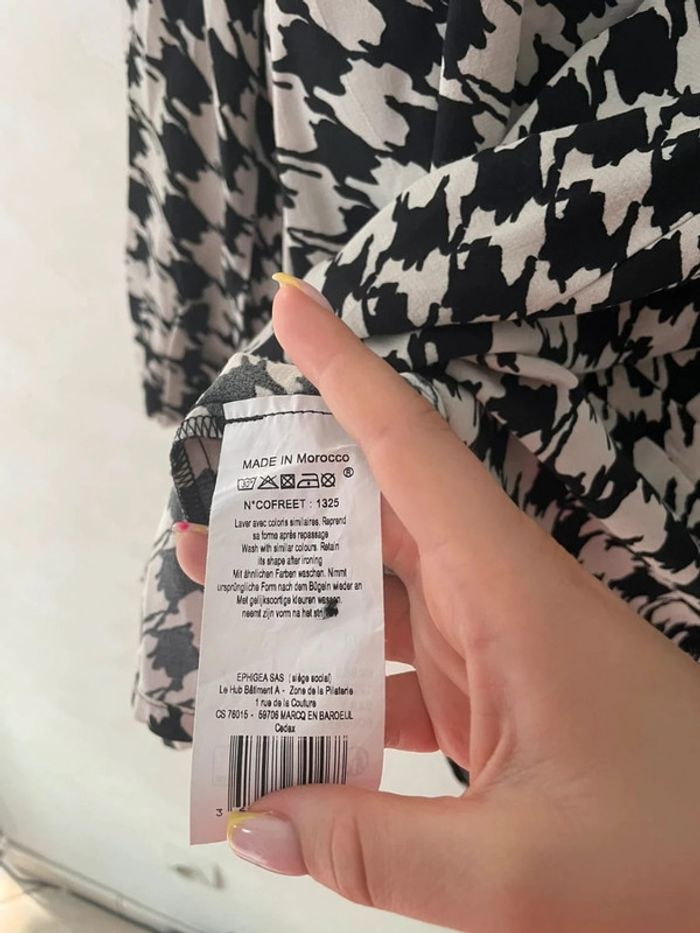 MADE IN Morocco
®
N°COFREET : 1325
Laver avec coloris similaires. Reprend
sa forme après repassage
Wash with similar colours. Retain
its shape after ironing
Mit ähnlichen Farben waschen. Nimmt
ursprüngliche Form nach dem Bügeln wieder an
Met gelijksoortige kleuren wassen,
neemt zijn vorm na het
EPHIGEA SAS (siége social)
Le Hub Bâtiment A - Zone de la Pilaterie
1 rue de la Couture
CS 76015 - 59706 MARCQ EN BAROEUL
Cedex
3